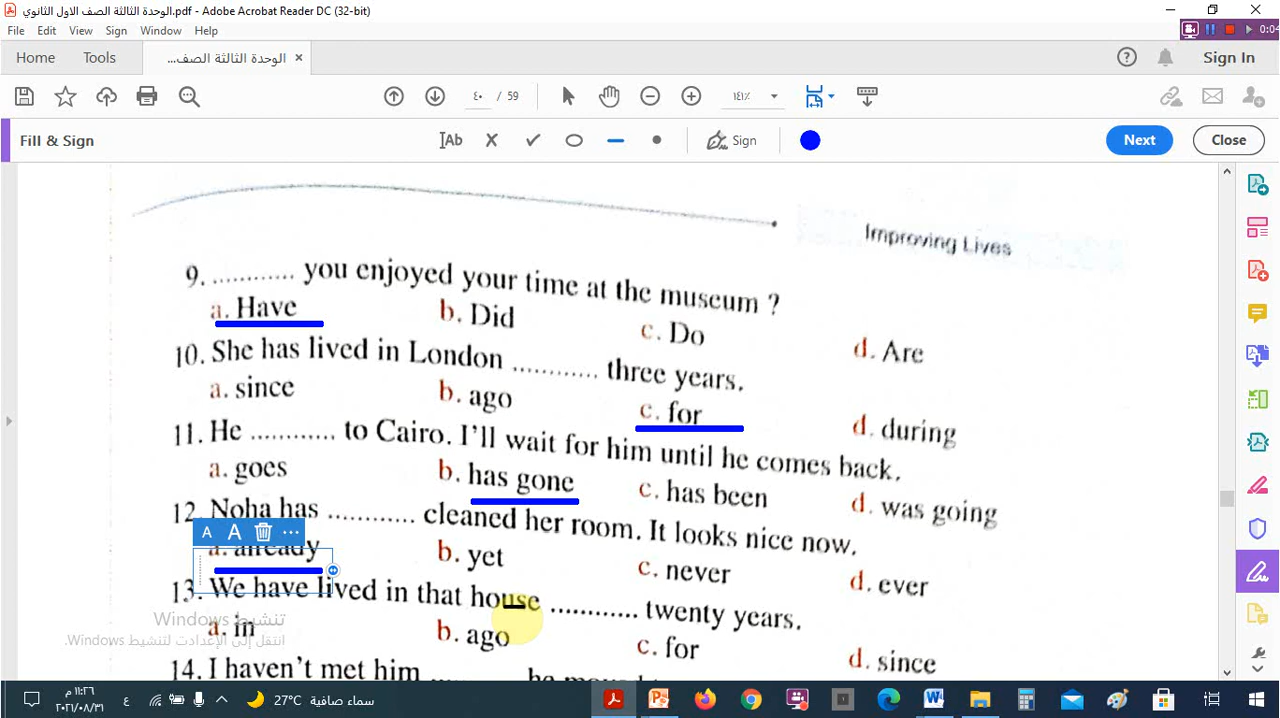 الوحدة الثالثة الصف الاول الثانوي.pdf - Adobe Acrobat Reader DC (32-bit)
File Edit View Sign Window Help
0:04
Home Tools الوحدة الثالثة الصف... × Sign In
٤٠ / 59 ١٤١٪
Fill & Sign Ab Sign Next Close
Improving Lives
9. ............ you enjoyed your time at the museum ?
a. Have b. Did c. Do d. Are
10. She has lived in London ............ three years.
a. since b. ago c. for d. during
11. He ............ to Cairo. I'll wait for him until he comes back.
a. goes b. has gone c. has been d. was going
12. Noha has ............ cleaned her room. It looks nice now.
A A ...
a. already b. yet c. never d. ever
13. We have lived in that house ............ twenty years.
تنشيط Windows
a. in b. ago c. for d. since
انتقل إلى الإعدادات لتنشيط Windows.
14. I haven't met him
١١:٢٦ م
٢٠٢١/٠٨/٣١
ع
27°C سماء صافية